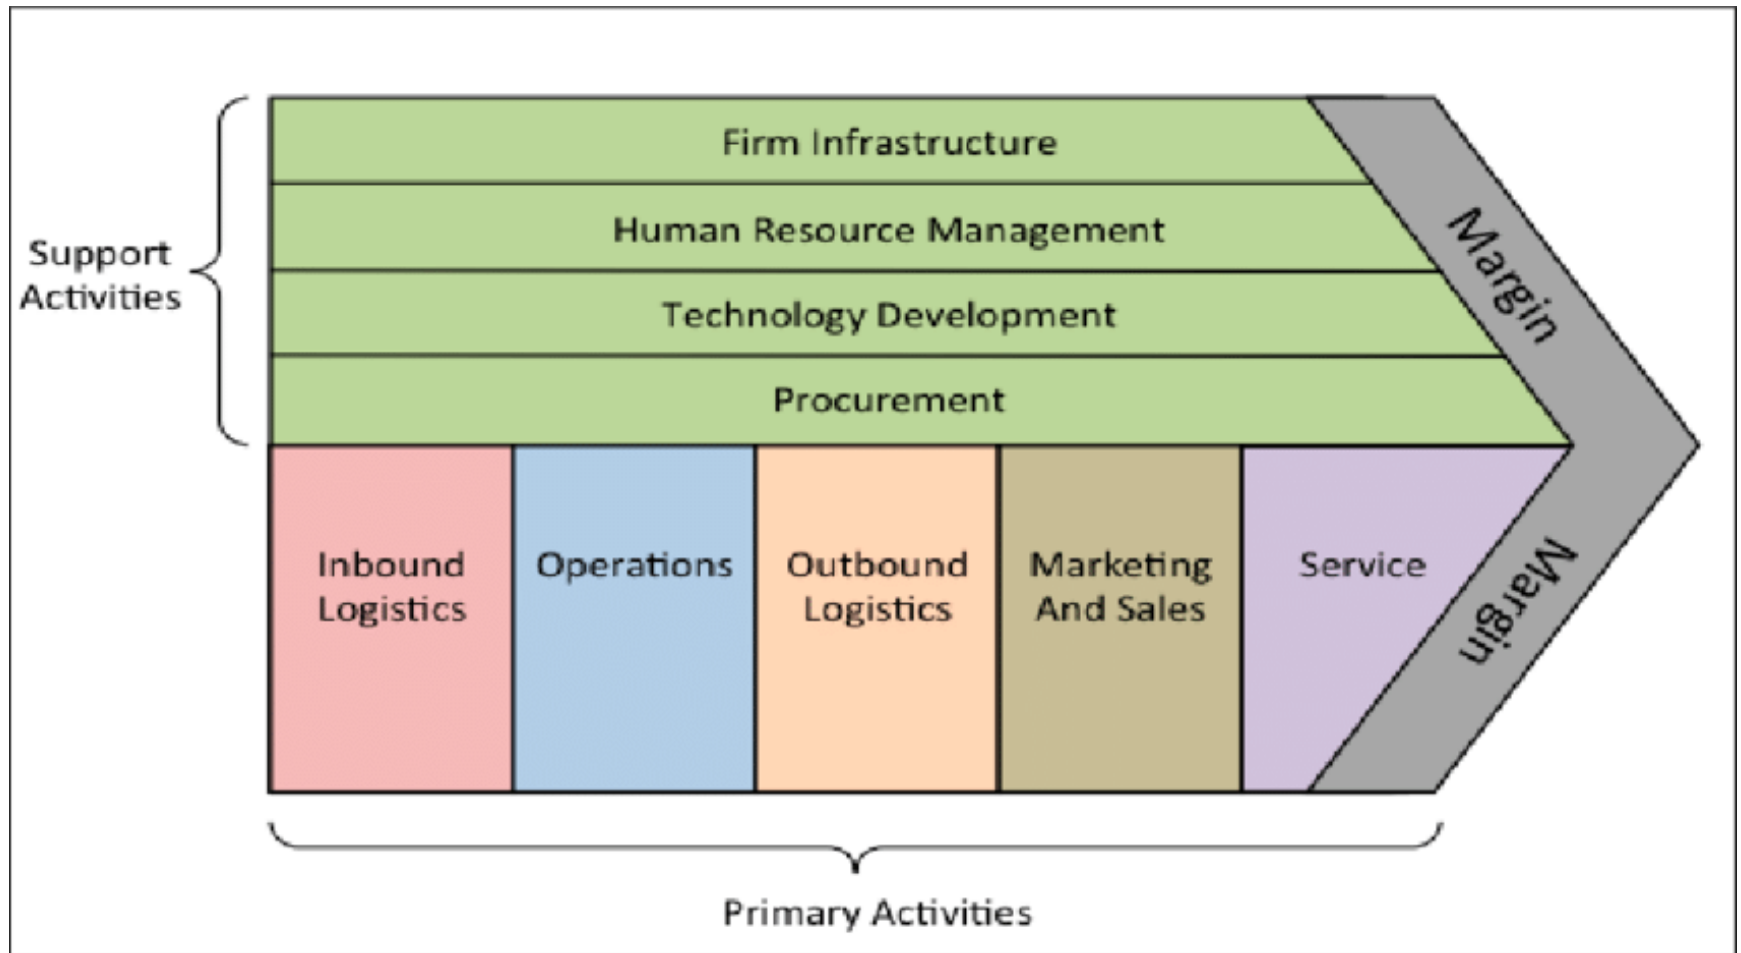 Firm Infrastructure
Human Resource Management
Technology Development
Procurement
Support
Activities
Margin
Inbound
Logistics
Operations
Outbound
Logistics
Marketing
And Sales
Service
Margin
Primary Activities